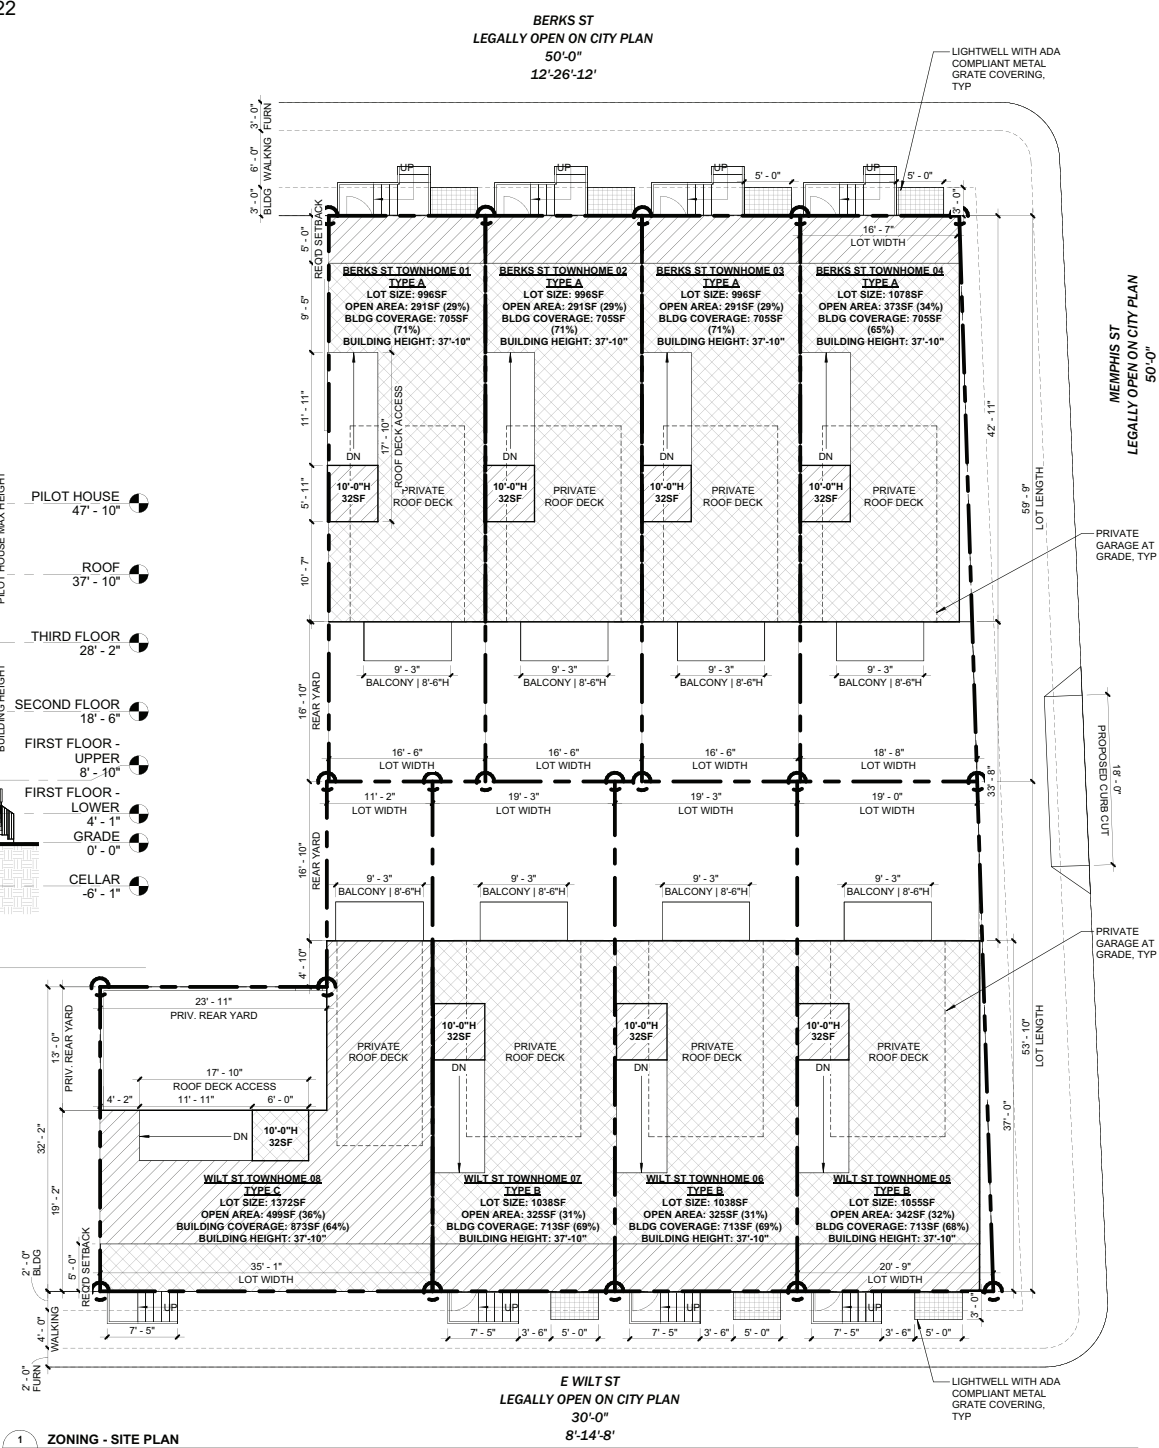 22
BERKS ST
LEGALLY OPEN ON CITY PLAN
50'-0"
12'-26'-12'
LIGHTWELL WITH ADA
COMPLIANT METAL
GRATE COVERING,
TYP
3' - 0"
FURN
6' - 0"
WALKNG
3' - 0"
BLDG
UP
UP
UP
UP
5' - 0"
5' - 0"
3' - 0"
5' - 0"
REQ'D SETBACK
16' - 7"
LOT WIDTH
BERKS ST TOWNHOME 01
TYPE A
LOT SIZE: 996SF
OPEN AREA: 291SF (29%)
BLDG COVERAGE: 705SF
(71%)
BUILDING HEIGHT: 37'-10"
BERKS ST TOWNHOME 02
TYPE A
LOT SIZE: 996SF
OPEN AREA: 291SF (29%)
BLDG COVERAGE: 705SF
(71%)
BUILDING HEIGHT: 37'-10"
BERKS ST TOWNHOME 03
TYPE A
LOT SIZE: 996SF
OPEN AREA: 291SF (29%)
BLDG COVERAGE: 705SF
(71%)
BUILDING HEIGHT: 37'-10"
BERKS ST TOWNHOME 04
TYPE A
LOT SIZE: 1078SF
OPEN AREA: 373SF (34%)
BLDG COVERAGE: 705SF
(65%)
BUILDING HEIGHT: 37'-10"
MEMPHIS ST
LEGALLY OPEN ON CITY PLAN
50'-0"
9' - 5"
11' - 11"
5' - 11"
10' - 7"
17' - 10"
ROOF DECK ACCESS
42' - 11"
59' - 9"
LOT LENGTH
DN
DN
DN
DN
10'-0"H
32SF
10'-0"H
32SF
10'-0"H
32SF
10'-0"H
32SF
PRIVATE
ROOF DECK
PRIVATE
ROOF DECK
PRIVATE
ROOF DECK
PRIVATE
ROOF DECK
PRIVATE
GARAGE AT
GRADE, TYP
PILOT HOUSE MAX HEIGHT
BUILDING HEIGHT
PILOT HOUSE
47' - 10"
ROOF
37' - 10"
THIRD FLOOR
28' - 2"
SECOND FLOOR
18' - 6"
FIRST FLOOR -
UPPER
8' - 10"
FIRST FLOOR -
LOWER
4' - 1"
GRADE
0' - 0"
CELLAR
-6' - 1"
9' - 3"
BALCONY | 8'-6"H
9' - 3"
BALCONY | 8'-6"H
9' - 3"
BALCONY | 8'-6"H
9' - 3"
BALCONY | 8'-6"H
16' - 10"
REAR YARD
16' - 6"
LOT WIDTH
16' - 6"
LOT WIDTH
16' - 6"
LOT WIDTH
18' - 8"
LOT WIDTH
33' - 8"
PROPOSED CURB CUT
18' - 0"
11' - 2"
LOT WIDTH
19' - 3"
LOT WIDTH
19' - 3"
LOT WIDTH
19' - 0"
LOT WIDTH
16' - 10"
REAR YARD
9' - 3"
BALCONY | 8'-6"H
9' - 3"
BALCONY | 8'-6"H
9' - 3"
BALCONY | 8'-6"H
9' - 3"
BALCONY | 8'-6"H
PRIVATE
GARAGE AT
GRADE, TYP
4' - 10"
23' - 11"
PRIV. REAR YARD
13' - 0"
PRIV. REAR YARD
32' - 2"
19' - 2"
17' - 10"
ROOF DECK ACCESS
4' - 2"
11' - 11"
6' - 0"
DN
10'-0"H
32SF
PRIVATE
ROOF DECK
10'-0"H
32SF
DN
PRIVATE
ROOF DECK
10'-0"H
32SF
DN
PRIVATE
ROOF DECK
10'-0"H
32SF
DN
PRIVATE
ROOF DECK
53' - 10"
LOT LENGTH
37' - 0"
WILT ST TOWNHOME 08
TYPE C
LOT SIZE: 1372SF
OPEN AREA: 499SF (36%)
BUILDING COVERAGE: 873SF (64%)
BUILDING HEIGHT: 37'-10"
WILT ST TOWNHOME 07
TYPE B
LOT SIZE: 1038SF
OPEN AREA: 325SF (31%)
BLDG COVERAGE: 713SF (69%)
BUILDING HEIGHT: 37'-10"
WILT ST TOWNHOME 06
TYPE B
LOT SIZE: 1038SF
OPEN AREA: 325SF (31%)
BLDG COVERAGE: 713SF (69%)
BUILDING HEIGHT: 37'-10"
WILT ST TOWNHOME 05
TYPE B
LOT SIZE: 1055SF
OPEN AREA: 342SF (32%)
BLDG COVERAGE: 713SF (68%)
BUILDING HEIGHT: 37'-10"
5' - 0"
REQ'D SETBACK
2' - 0"
BLDG
4' - 0"
WALKING
2' - 0"
FURN
35' - 1"
LOT WIDTH
20' - 9"
LOT WIDTH
UP
UP
UP
UP
3' - 0"
7' - 5"
7' - 5"
3' - 6"
5' - 0"
7' - 5"
3' - 6"
5' - 0"
7' - 5"
3' - 6"
5' - 0"
E WILT ST
LEGALLY OPEN ON CITY PLAN
30'-0"
8'-14'-8'
LIGHTWELL WITH ADA
COMPLIANT METAL
GRATE COVERING,
TYP
1
ZONING - SITE PLAN